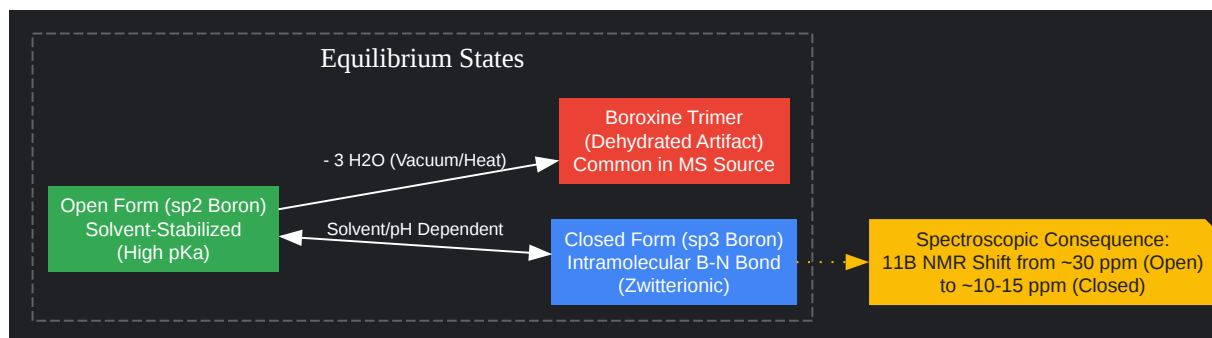 Equilibrium States
Boroxine Trimer
(Dehydrated Artifact)
Common in MS Source
- 3 H2O (Vacuum/Heat)
Open Form (sp2 Boron)
Solvent-Stabilized
(High pKa)
Solvent/pH Dependent
Closed Form (sp3 Boron)
Intramolecular B-N Bond
(Zwitterionic)
Spectroscopic Consequence:
11B NMR Shift from ~30 ppm (Open)
to ~10-15 ppm (Closed)